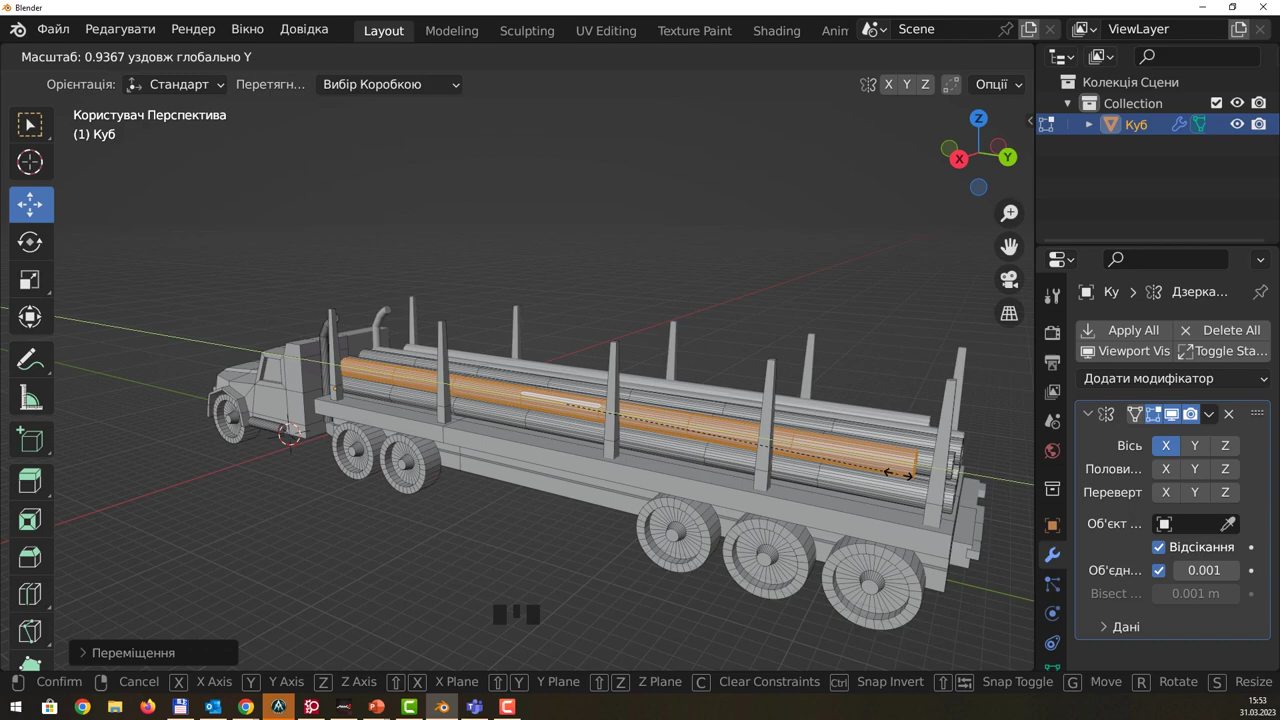 Blender
Файл Редагувати Рендер Вікно Довідка Layout Modeling Sculpting UV Editing Texture Paint Shading Anim Scene ViewLayer
Масштаб: 0.9367 уздовж глобально Y
Орієнтація: Стандарт Перетягн... Вибір Коробкою X Y Z Опції
Колекція Сцени
Collection
Куб
Користувач Перспектива
(1) Куб
Z
X Y
Ку > Дзерка...
Apply All Delete All
Viewport Vis Toggle Sta...
Додати модифікатор
Вісь X Y Z
Полови... X Y Z
Переверт X Y Z
Об'єкт ...
Відсікання
Об'єдн... 0.001
Bisect ... 0.001 m
Дані
Переміщення
Confirm Cancel X X Axis Y Y Axis Z Z Axis X X Plane Y Y Plane Z Z Plane C Clear Constraints Ctrl Snap Invert Snap Toggle G Move R Rotate S Resize
15:53
31.03.2023